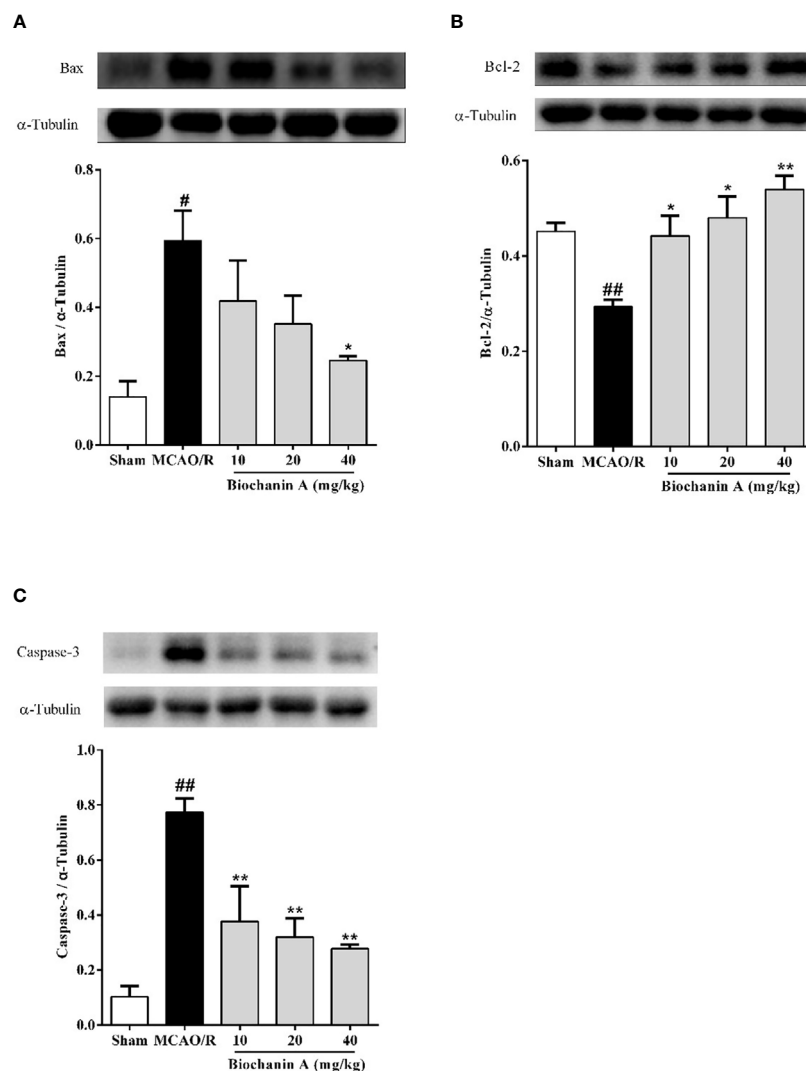 A
Bax
α-Tubulin
0.8
0.6
0.4
0.2
0.0
Bax / α-Tubulin
#
*
Sham MCAO/R 10 20 40
Biochanin A (mg/kg)
B
Bcl-2
α-Tubulin
0.6
0.4
0.2
0.0
Bcl-2/α-Tubulin
##
*
*
**
Sham MCAO/R 10 20 40
Biochanin A (mg/kg)
C
Caspase-3
α-Tubulin
1.0
0.8
0.6
0.4
0.2
0.0
Caspase-3 / α-Tubulin
##
**
**
**
Sham MCAO/R 10 20 40
Biochanin A (mg/kg)